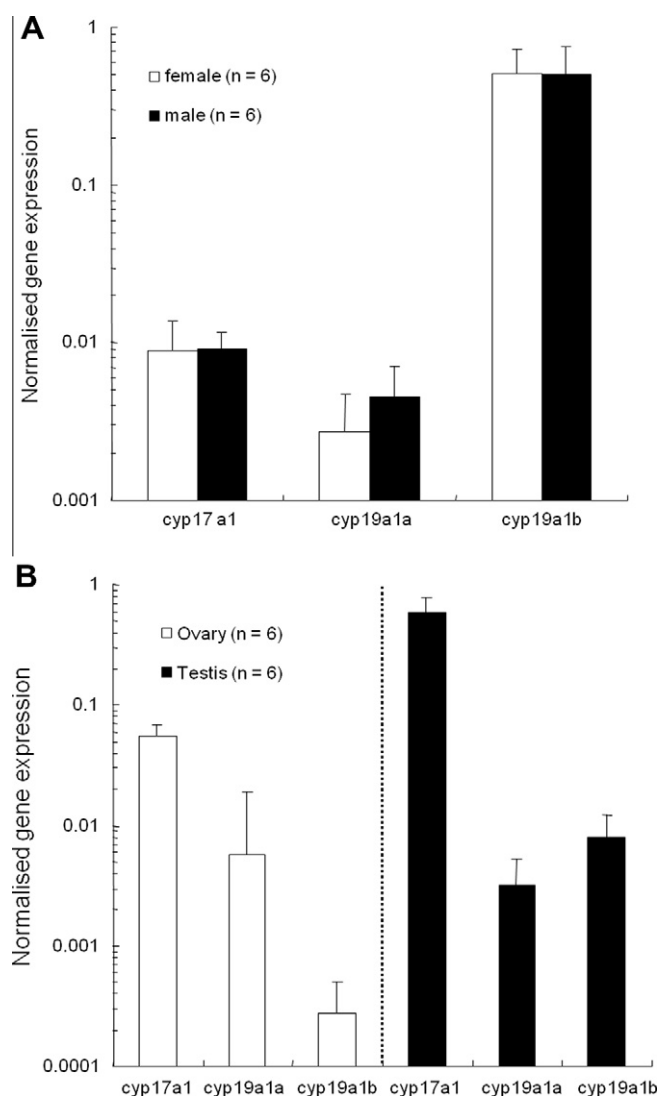 A
Normalised gene expression
1
0.1
0.01
0.001
female (n = 6)
male (n = 6)
cyp17 a1 cyp19a1a cyp19a1b
B
Normalised gene expression
1
0.1
0.01
0.001
0.0001
Ovary (n = 6)
Testis (n = 6)
cyp17a1 cyp19a1a cyp19a1b cyp17a1 cyp19a1a cyp19a1b